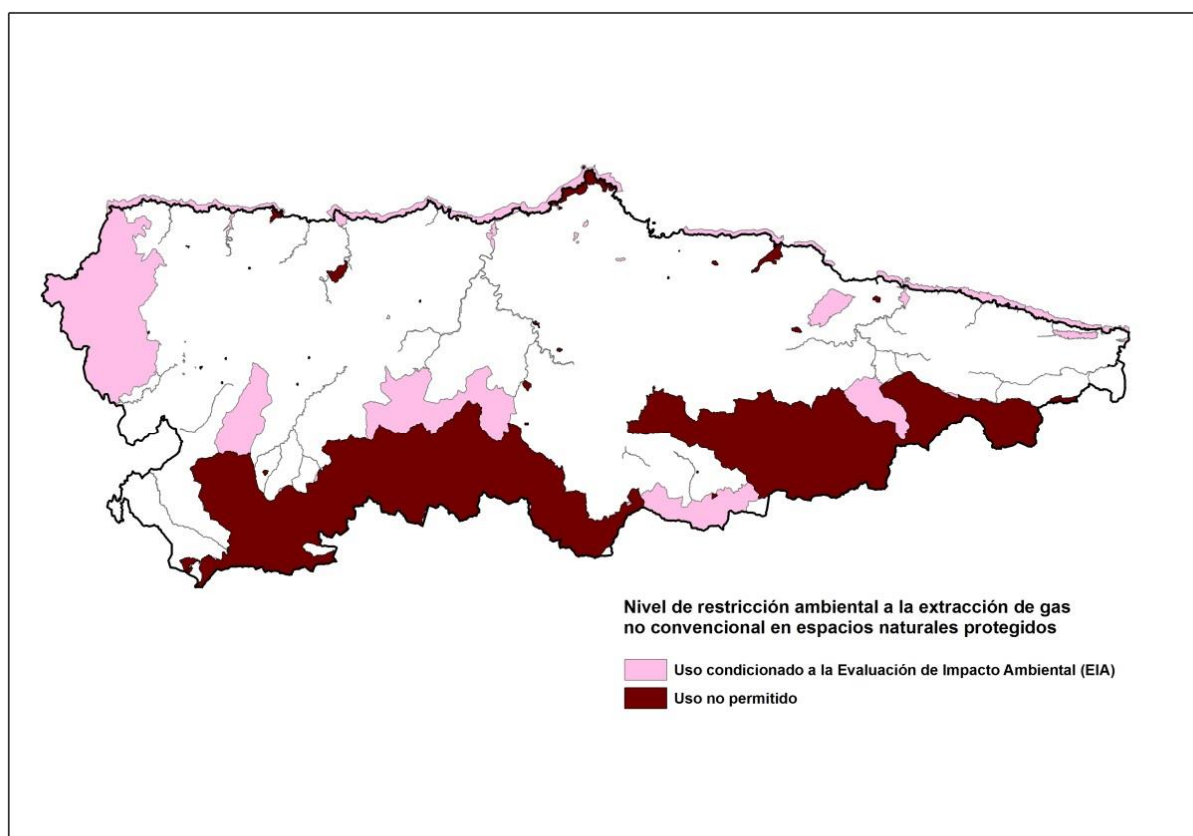 Nivel de restricción ambiental a la extracción de gas
no convencional en espacios naturales protegidos
Uso condicionado a la Evaluación de Impacto Ambiental (EIA)
Uso no permitido